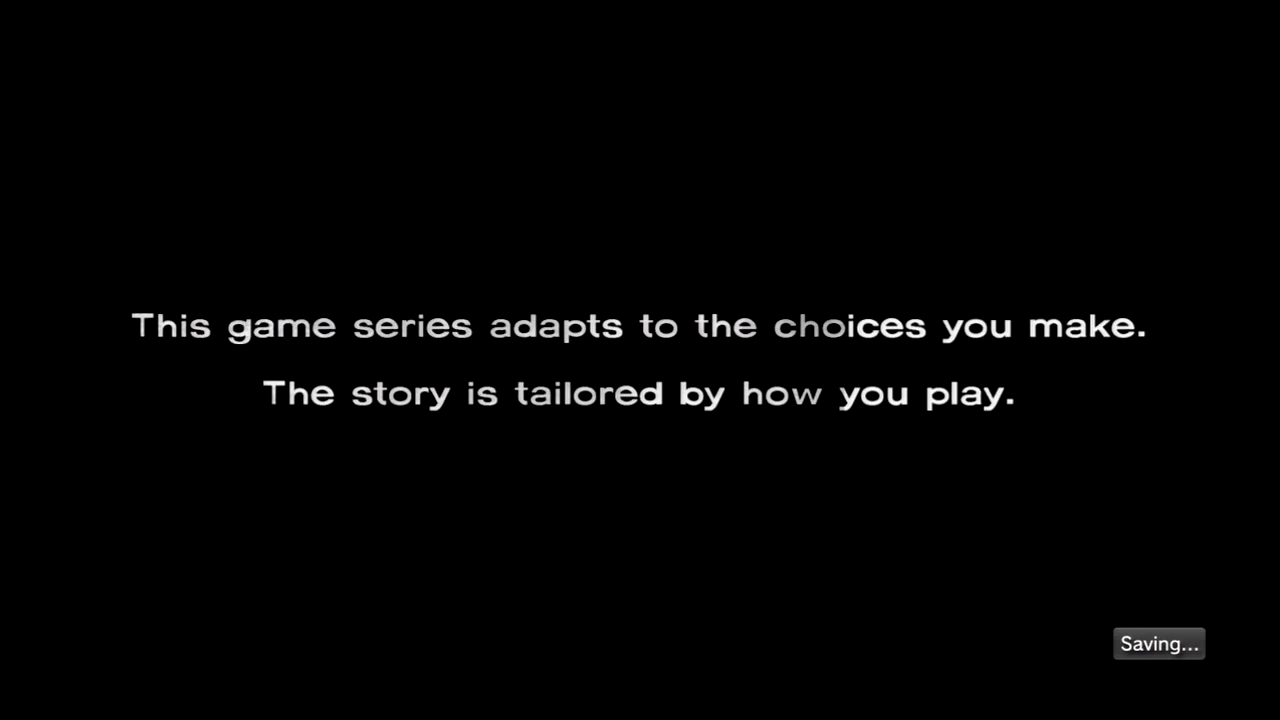 This game series adapts to the choices you make.
The story is tailored by how you play.
Saving...